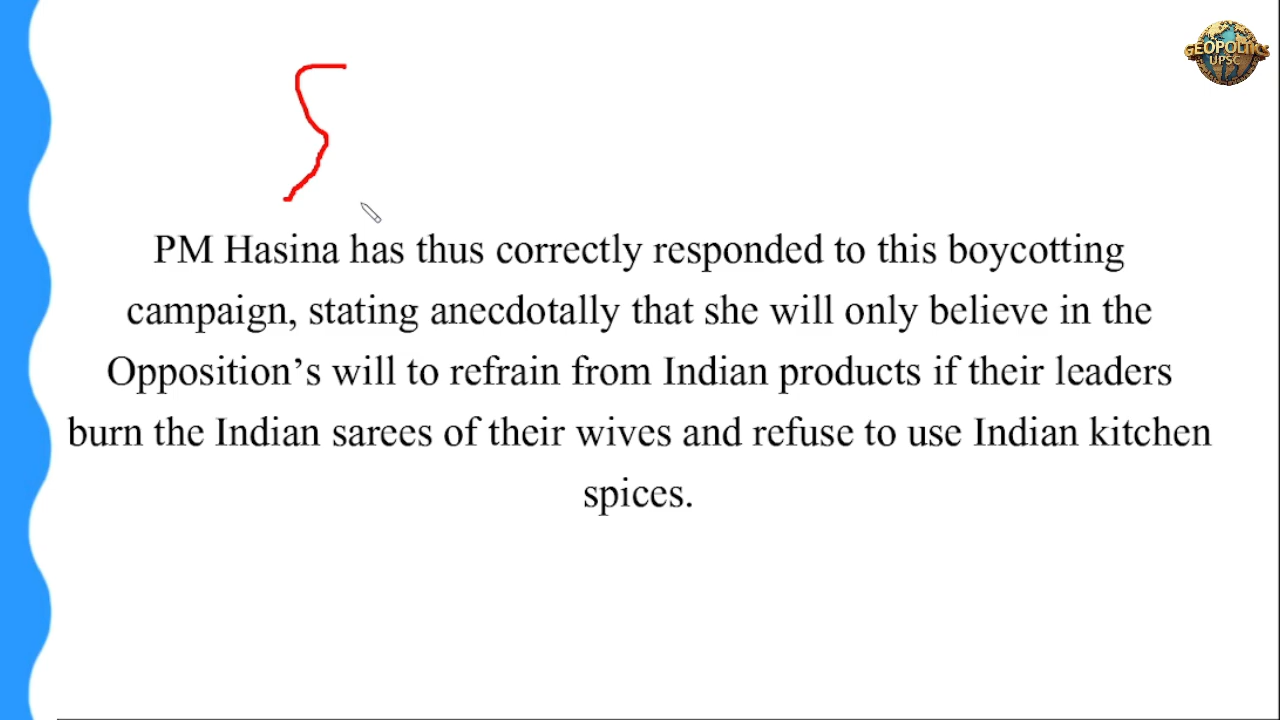 GEOPOLITICS
UPSC
PM Hasina has thus correctly responded to this boycotting
campaign, stating anecdotally that she will only believe in the
Opposition’s will to refrain from Indian products if their leaders
burn the Indian sarees of their wives and refuse to use Indian kitchen
spices.